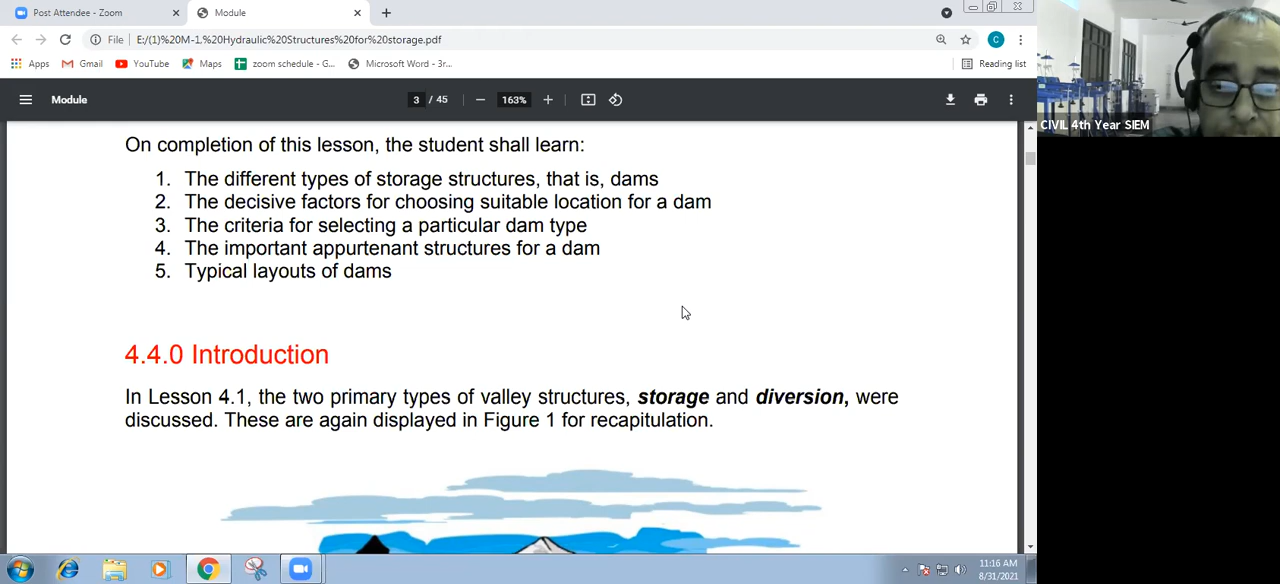 Post Attendee - Zoom
Module
File E:/(1)%20M-1.%20Hydraulic%20Structures%20for%20storage.pdf
C
Apps Gmail YouTube Maps zoom schedule - G... Microsoft Word - 3r... Reading list
Module 3 / 45 163%
CIVIL 4th Year SIEM
On completion of this lesson, the student shall learn:
1. The different types of storage structures, that is, dams
2. The decisive factors for choosing suitable location for a dam
3. The criteria for selecting a particular dam type
4. The important appurtenant structures for a dam
5. Typical layouts of dams
4.4.0 Introduction
In Lesson 4.1, the two primary types of valley structures, storage and diversion, were
discussed. These are again displayed in Figure 1 for recapitulation.
11:16 AM
8/31/2021